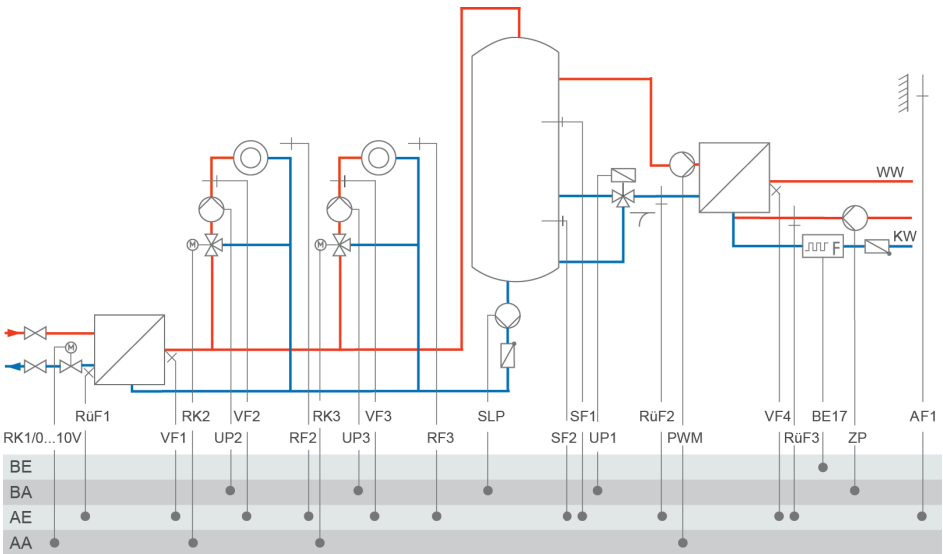 WW
KW
F
M
M
M
RüF1
RK2
VF2
RK3
VF3
SLP
SF1
RüF2
VF4
BE17
AF1
RK1/0...10V
VF1
UP2
RF2
UP3
RF3
SF2
UP1
PWM
RüF3
ZP
BE
BA
AE
AA